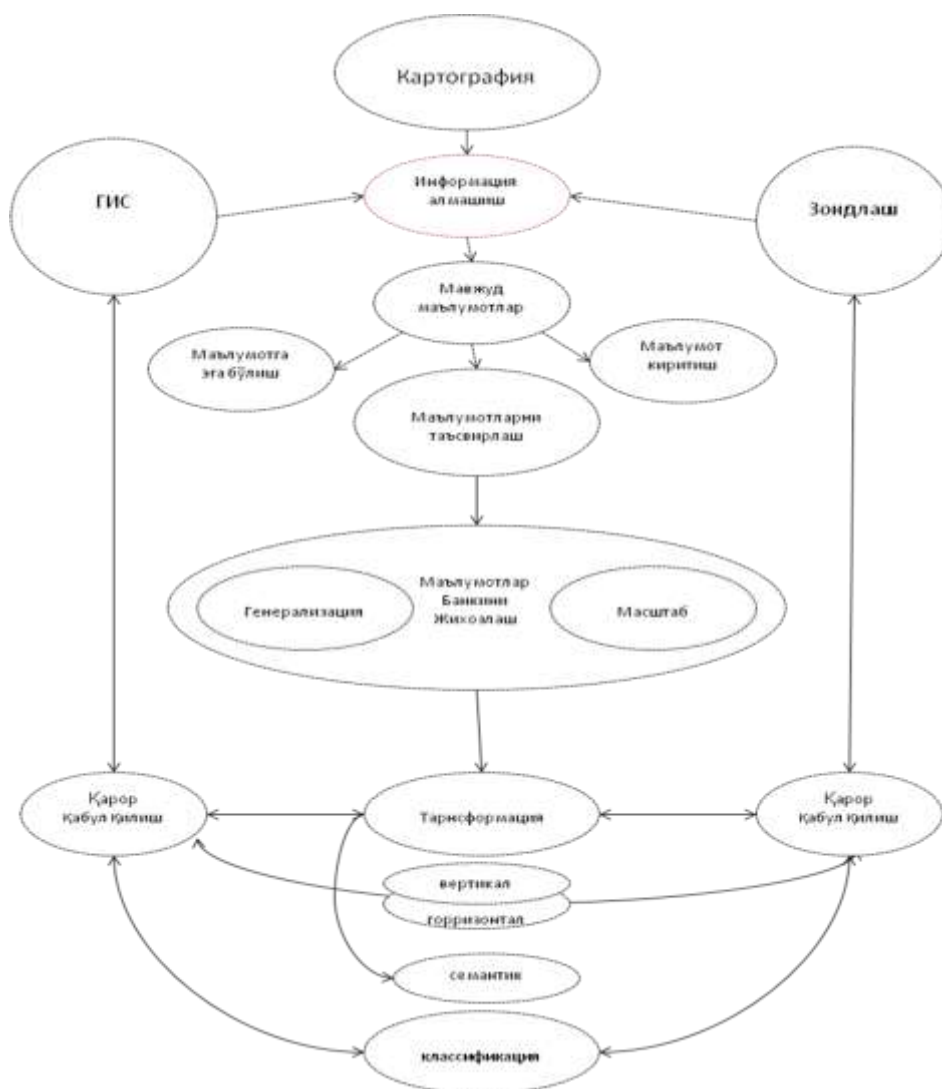 Картография
ГИС
Информация
алмашиш
Зондлаш
Мавжуд
маълумотлар
Маълумотга
эга бўлиш
Маълумот
киритиш
Маълумотларни
таъсвирлаш
Маълумотлар
Банкини
Жихозлаш
Генерализация
Масштаб
Қарор
қабул қилиш
Тарнсформация
Қарор
қабул қилиш
вертикал
горризонтал
семантик
классификация